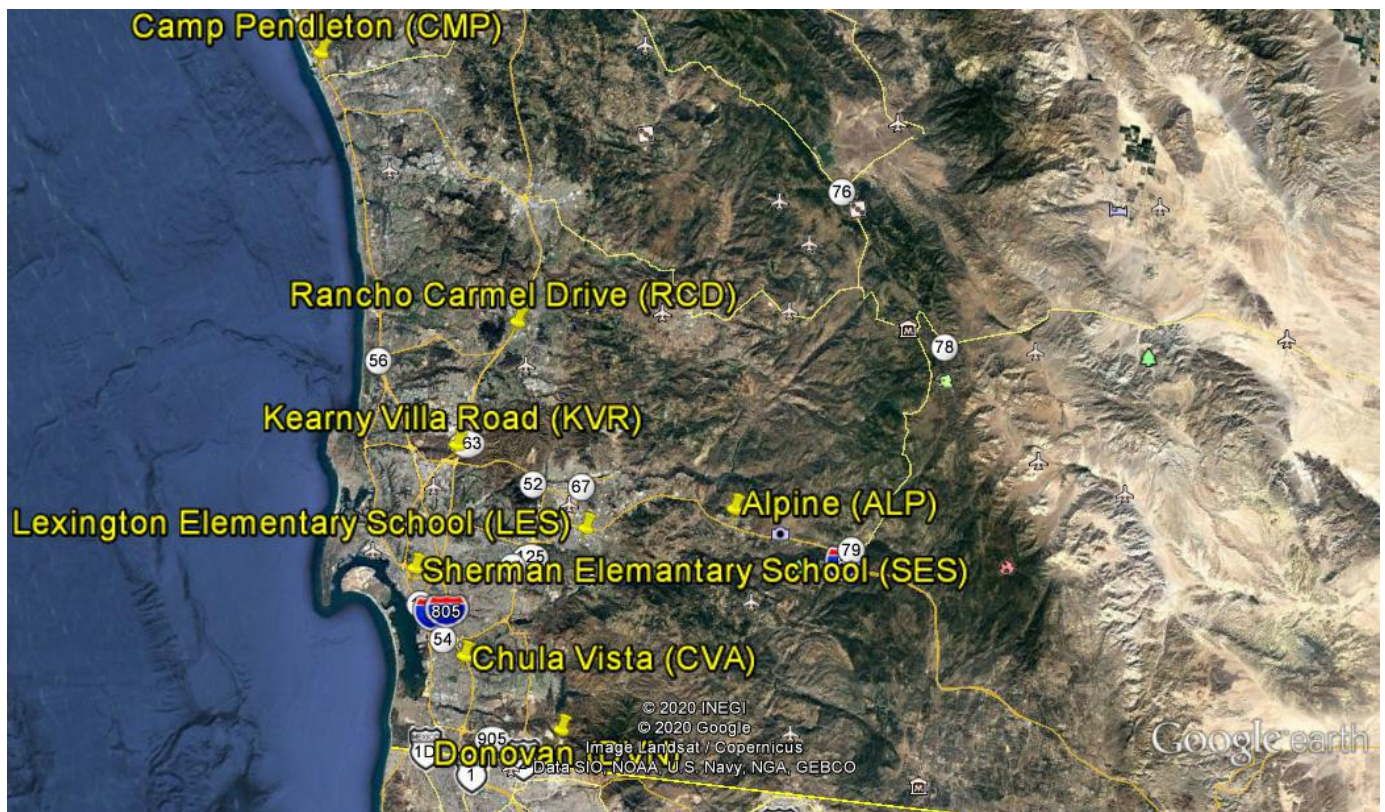 Camp Pendleton (CMP)
76
Rancho Carmel Drive (RCD)
78
56
Kearny Villa Road (KVR)
63
52
67
Alpine (ALP)
Lexington Elementary School (LES)
79
125
Sherman Elemantary School (SES)
805
54
Chula Vista (CVA)
© 2020 INEGI
© 2020 Google
Image Landsat / Copernicus
Data SIO, NOAA, U.S. Navy, NGA, GEBCO
Google earth
905
1D
Donovan (DVN)
1